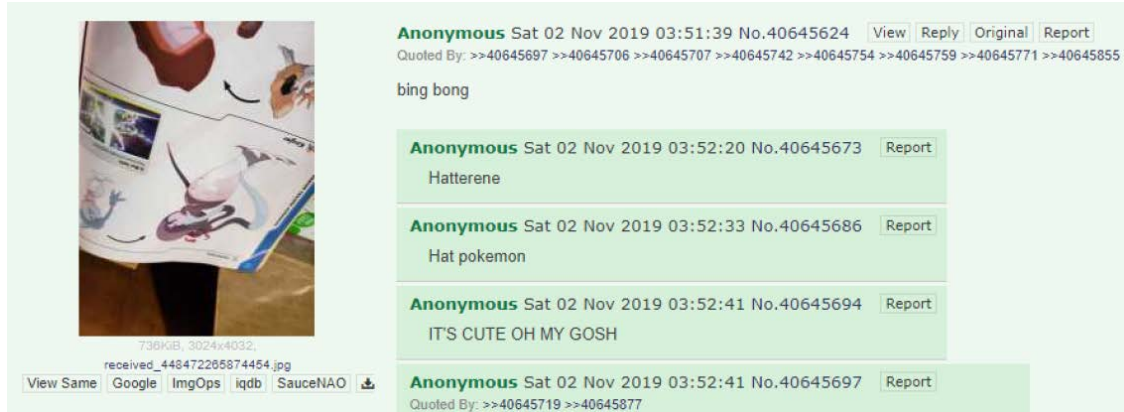 Anonymous Sat 02 Nov 2019 03:51:39 No.40645624 View Reply Original Report
Quoted By: >>40645697 >>40645706 >>40645707 >>40645742 >>40645754 >>40645759 >>40645771 >>40645855
bing bong
Anonymous Sat 02 Nov 2019 03:52:20 No.40645673 Report
Hatterene
Anonymous Sat 02 Nov 2019 03:52:33 No.40645686 Report
Hat pokemon
Anonymous Sat 02 Nov 2019 03:52:41 No.40645694 Report
IT'S CUTE OH MY GOSH
Anonymous Sat 02 Nov 2019 03:52:41 No.40645697 Report
Quoted By: >>40645719 >>40645877
736KiB, 3024x4032,
received_448472265874454.jpg
View Same Google ImgOps iqdb SauceNAO